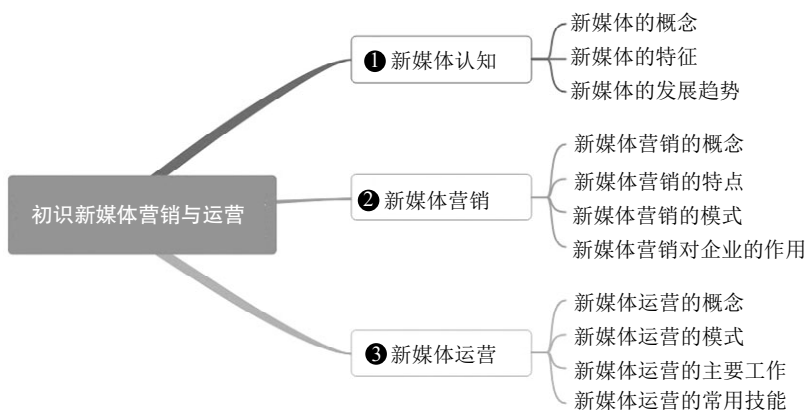 初识新媒体营销与运营
❶新媒体认知
新媒体的概念
新媒体的特征
新媒体的发展趋势
❷新媒体营销
新媒体营销的概念
新媒体营销的特点
新媒体营销的模式
新媒体营销对企业的作用
❸新媒体运营
新媒体运营的概念
新媒体运营的模式
新媒体运营的主要工作
新媒体运营的常用技能